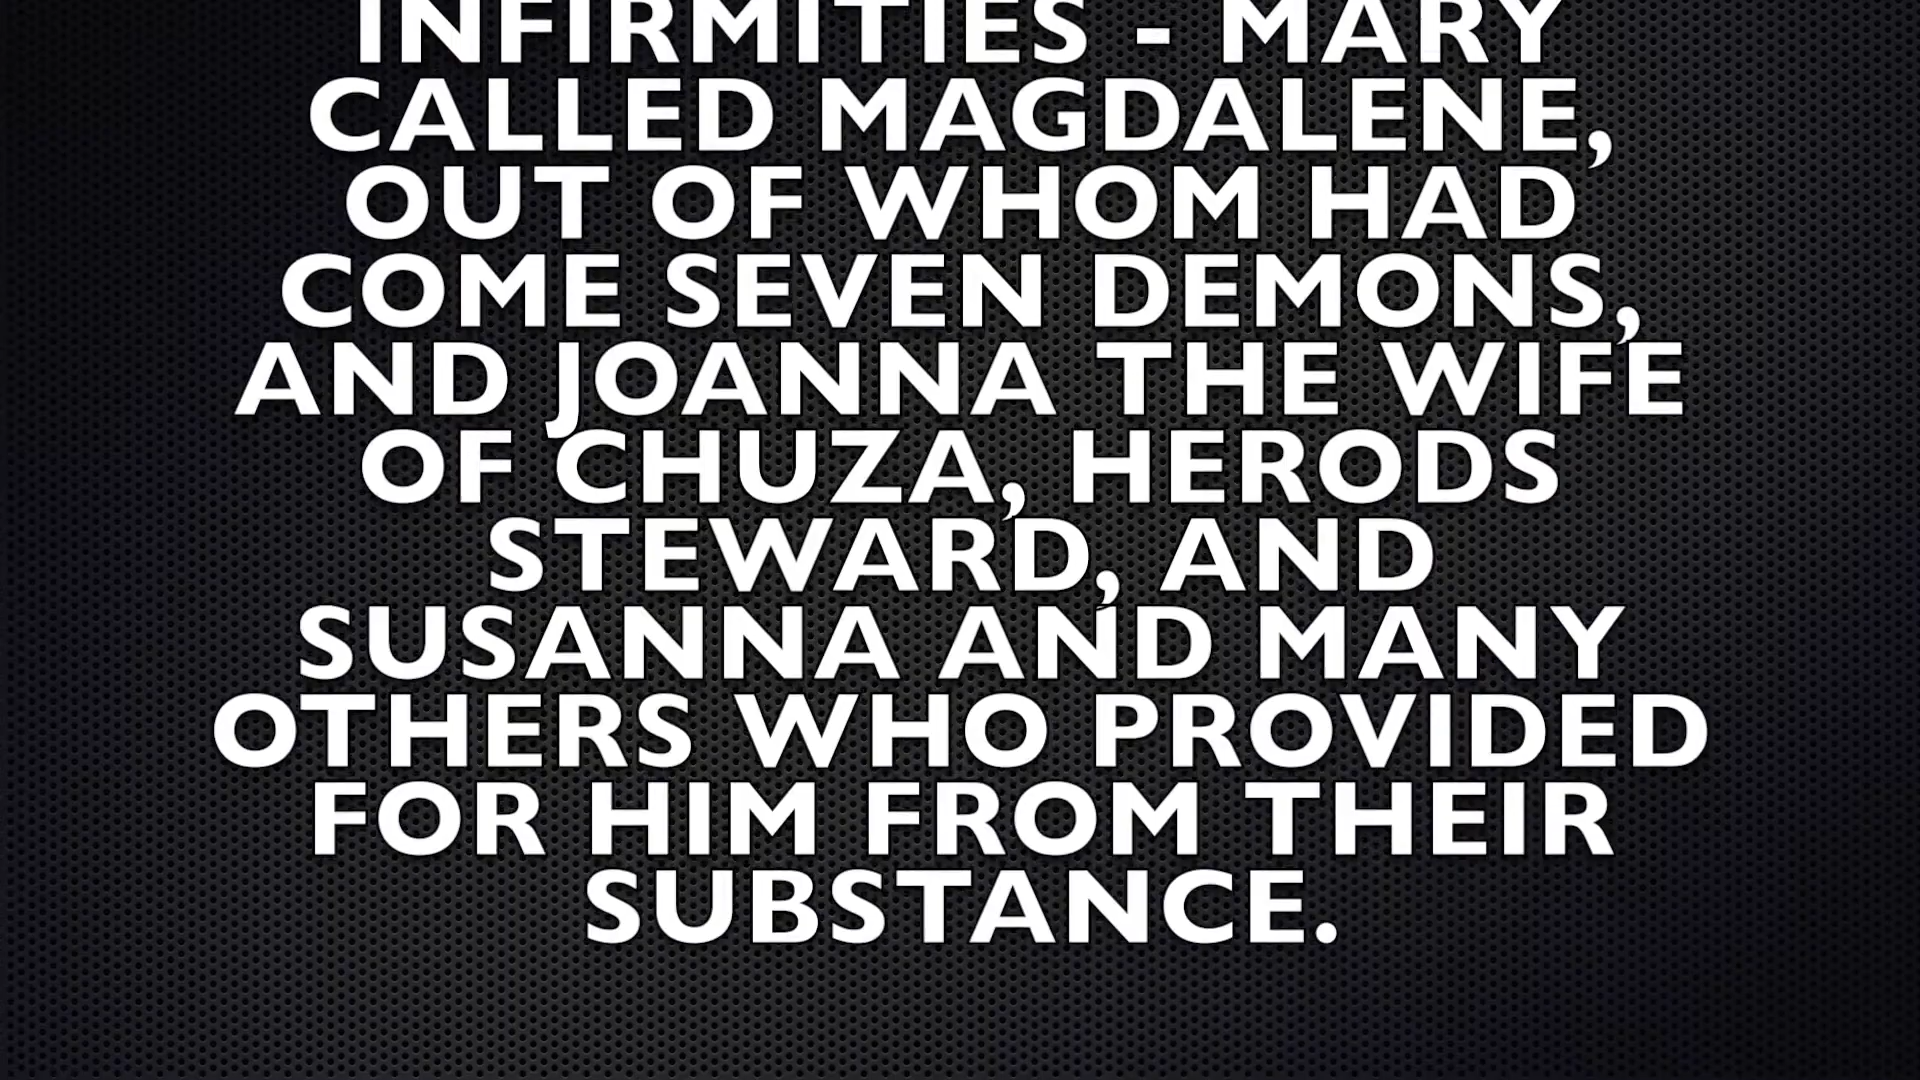 INFIRMITIES - MARY
CALLED MAGDALENE,
OUT OF WHOM HAD
COME SEVEN DEMONS,
AND JOANNA THE WIFE
OF CHUZA, HERODS
STEWARD, AND
SUSANNA AND MANY
OTHERS WHO PROVIDED
FOR HIM FROM THEIR
SUBSTANCE.